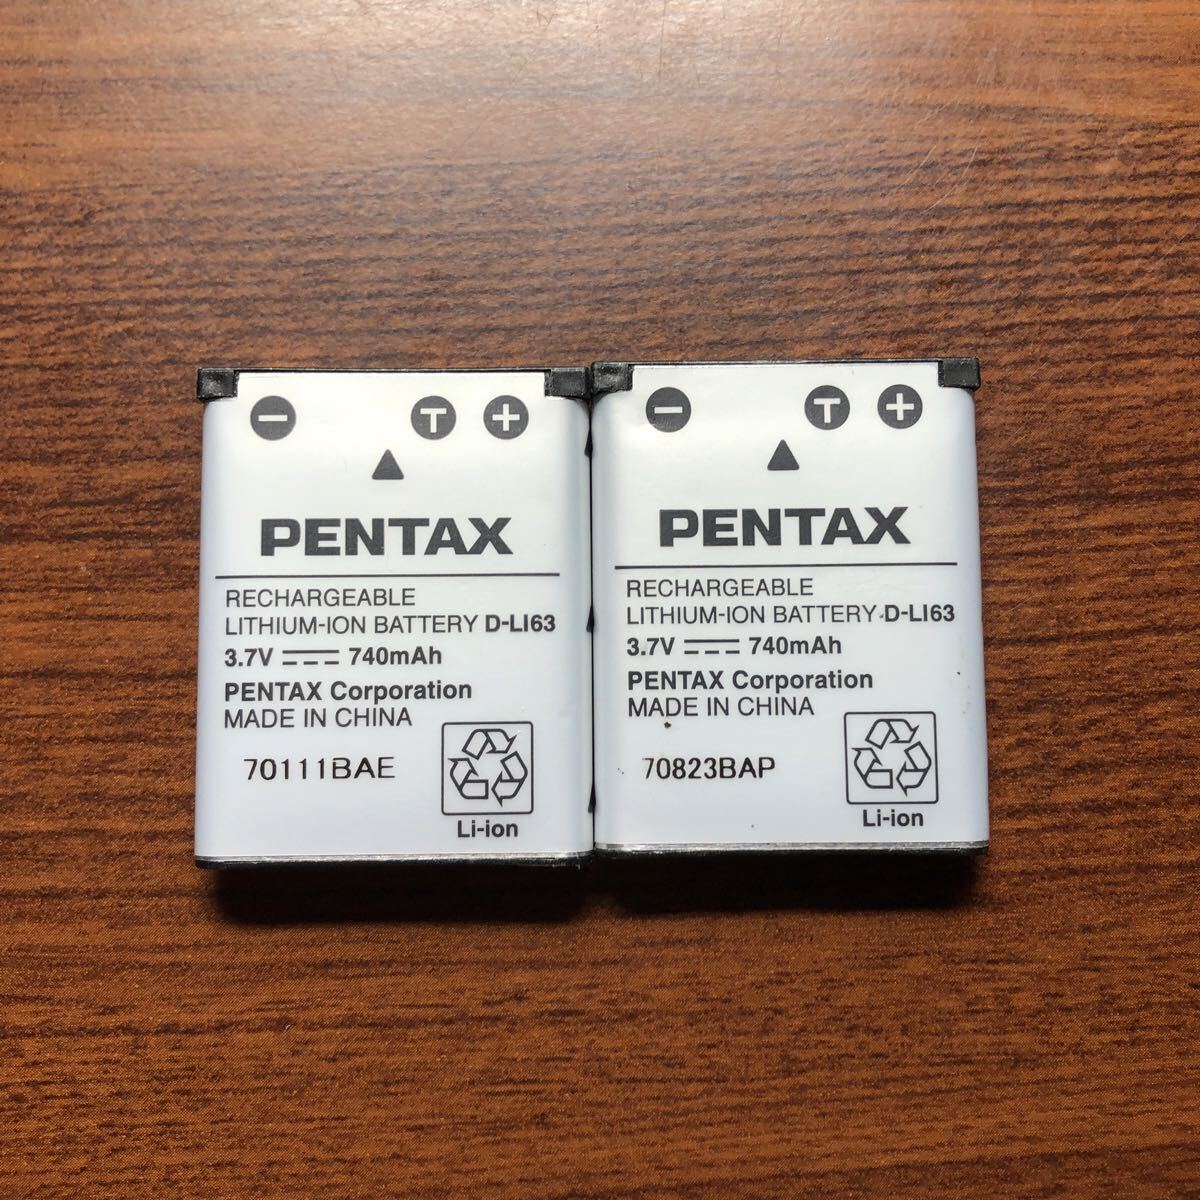 − T +
PENTAX
RECHARGEABLE
LITHIUM-ION BATTERY D-LI63
3.7V 740mAh
PENTAX Corporation
MADE IN CHINA
70111BAE
Li-ion
− T +
PENTAX
RECHARGEABLE
LITHIUM-ION BATTERY D-LI63
3.7V 740mAh
PENTAX Corporation
MADE IN CHINA
70823BAP
Li-ion